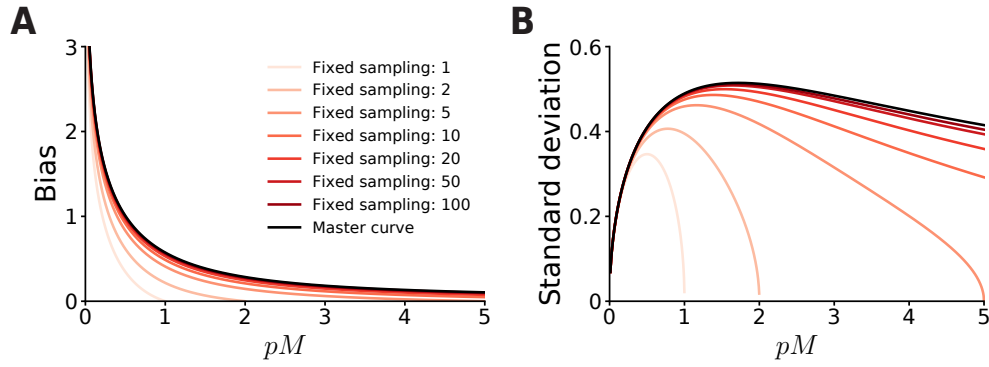 A
Bias
3
2
1
0
0
1
2
3
4
5
pM
Fixed sampling: 1
Fixed sampling: 2
Fixed sampling: 5
Fixed sampling: 10
Fixed sampling: 20
Fixed sampling: 50
Fixed sampling: 100
Master curve
B
Standard deviation
0.6
0.4
0.2
0
0
1
2
3
4
5
pM